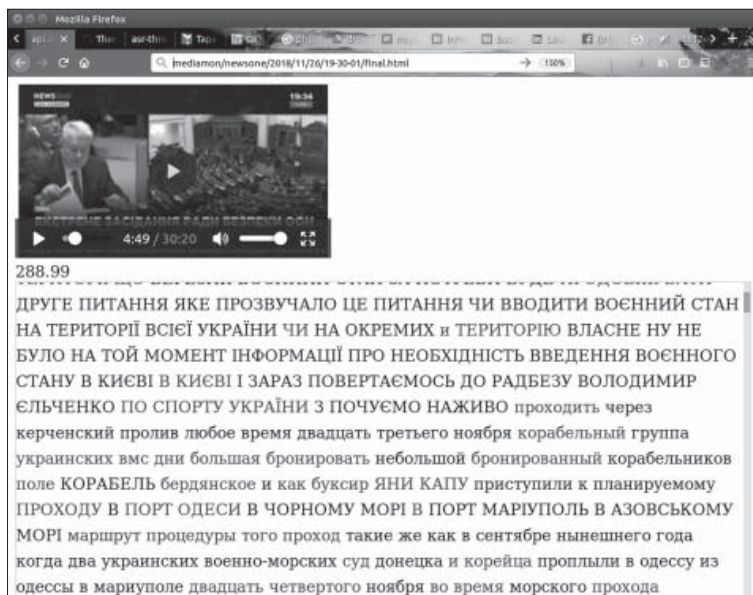 Mozilla Firefox
mediamon/newsone/2018/11/26/19-30-01/final.html 150%
NEWSONE 19:34
ЗАСІДАННЯ РАДИ БЕЗПЕКИ ООН
4:49 / 30:20
288.99
ДРУГЕ ПИТАННЯ ЯКЕ ПРОЗВУЧАЛО ЦЕ ПИТАННЯ ЧИ ВВОДИТИ ВОЄННИЙ СТАН
НА ТЕРИТОРІЇ ВСІЄЇ УКРАЇНИ ЧИ НА ОКРЕМИХ и ТЕРИТОРІЮ ВЛАСНЕ НУ НЕ
БУЛО НА ТОЙ МОМЕНТ ІНФОРМАЦІЇ ПРО НЕОБХІДНІСТЬ ВВЕДЕННЯ ВОЄННОГО
СТАНУ В КИЄВІ В КИЄВІ І ЗАРАЗ ПОВЕРТАЄМОСЬ ДО РАДБЕЗУ ВОЛОДИМИР
ЄЛЬЧЕНКО ПО СПОРТУ УКРАЇНИ З ПОЧУЄМО НАЖИВО проходить через
керченский пролив любое время двадцать третьего ноября корабельный группа
украинских вмс дни большая бронировать небольшой бронированный корабельников
поле КОРАБЕЛЬ бердянское и как буксир ЯНИ КАПУ приступили к планируемому
ПРОХОДУ В ПОРТ ОДЕСИ В ЧОРНОМУ МОРІ В ПОРТ МАРІУПОЛЬ В АЗОВСЬКОМУ
МОРІ маршрут процедуры того проход такие же как в сентябре нынешнего года
когда два украинских военно-морских суд донецка и корейца проплыли в одессу из
одессы в мариуполе двадцать четвертого ноября во время морского прохода